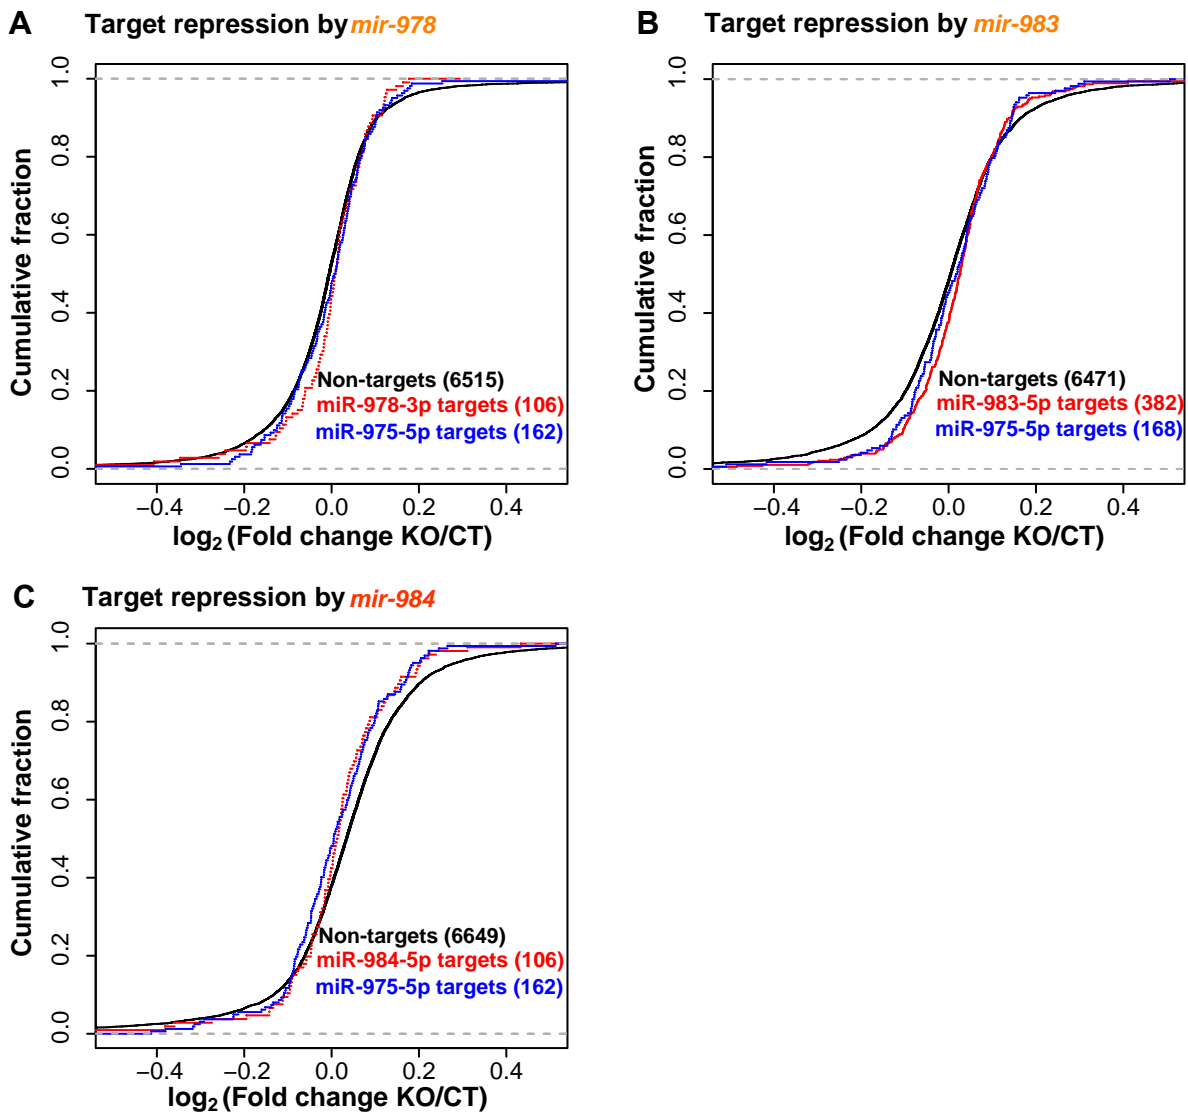 A Target repression by mir-978
Cumulative fraction
1.0
0.8
0.6
0.4
0.2
0.0
Non-targets (6515)
miR-978-3p targets (106)
miR-975-5p targets (162)
−0.4 −0.2 0.0 0.2 0.4
log2 (Fold change KO/CT)
B Target repression by mir-983
Cumulative fraction
1.0
0.8
0.6
0.4
0.2
0.0
Non-targets (6471)
miR-983-5p targets (382)
miR-975-5p targets (168)
−0.4 −0.2 0.0 0.2 0.4
log2 (Fold change KO/CT)
C Target repression by mir-984
Cumulative fraction
1.0
0.8
0.6
0.4
0.2
0.0
Non-targets (6649)
miR-984-5p targets (106)
miR-975-5p targets (162)
−0.4 −0.2 0.0 0.2 0.4
log2 (Fold change KO/CT)